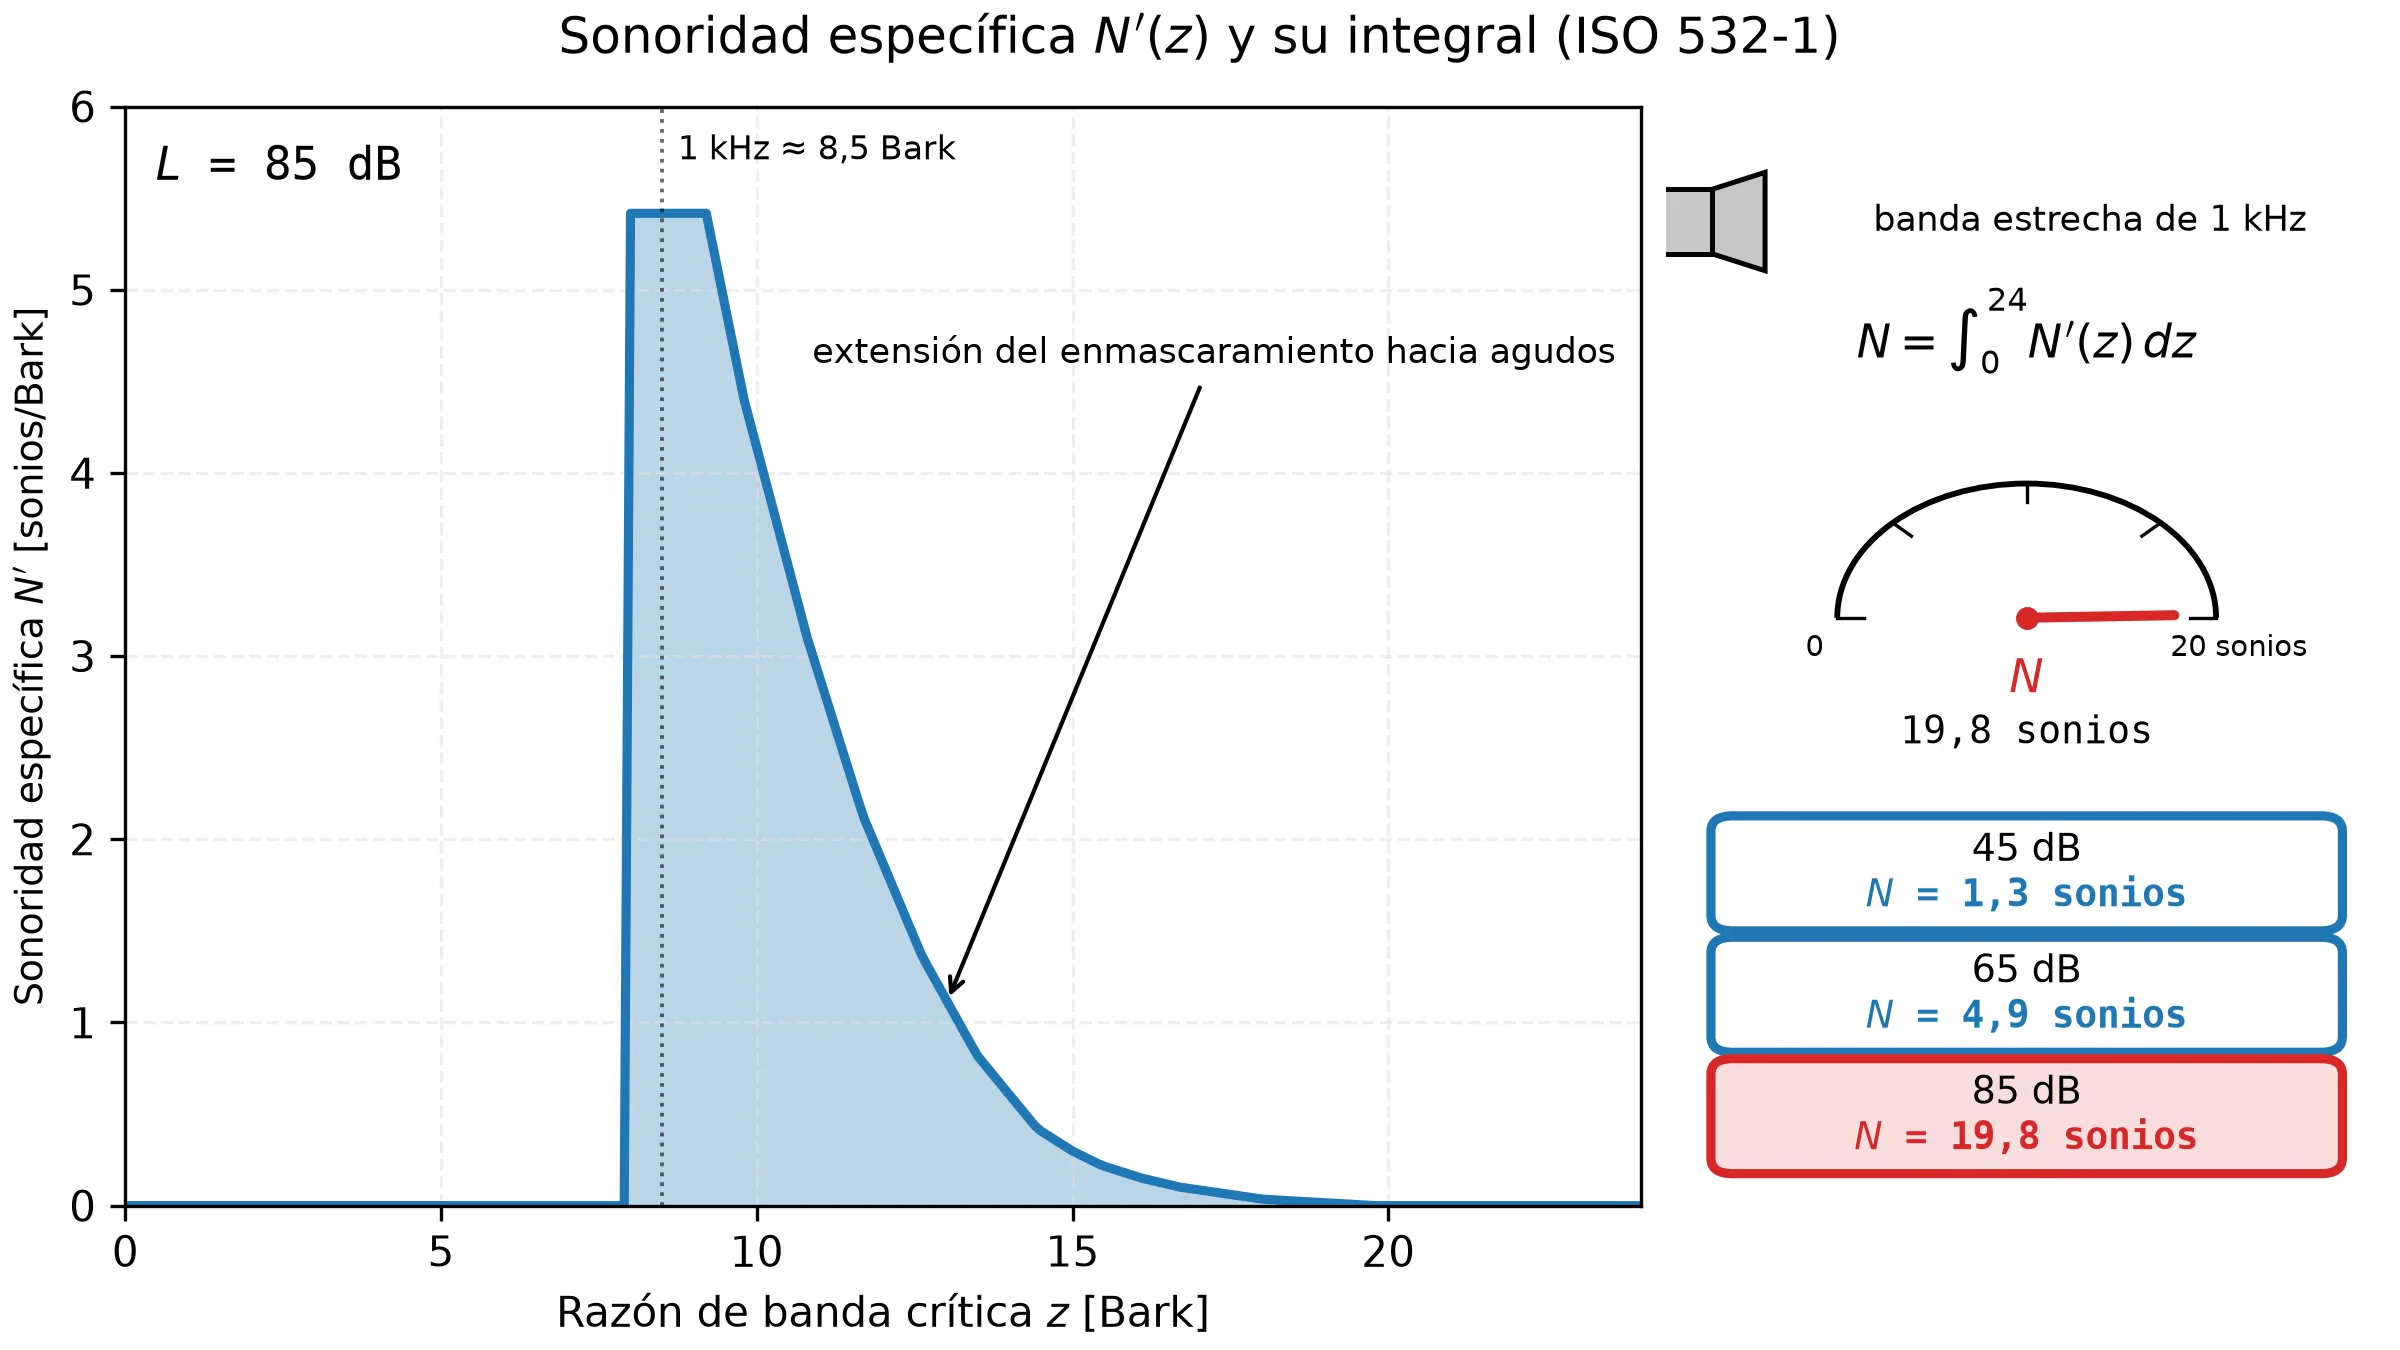 Sonoridad específica N′(z) y su integral (ISO 532-1)
L = 85 dB
1 kHz ≈ 8,5 Bark
extensión del enmascaramiento hacia agudos
6
5
4
3
2
1
0
Sonoridad específica N′ [sonios/Bark]
0 5 10 15 20
Razón de banda crítica z [Bark]
banda estrecha de 1 kHz
N = ∫₀²⁴ N′(z) dz
0 20 sonios
N
19,8 sonios
45 dB
N = 1,3 sonios
65 dB
N = 4,9 sonios
85 dB
N = 19,8 sonios